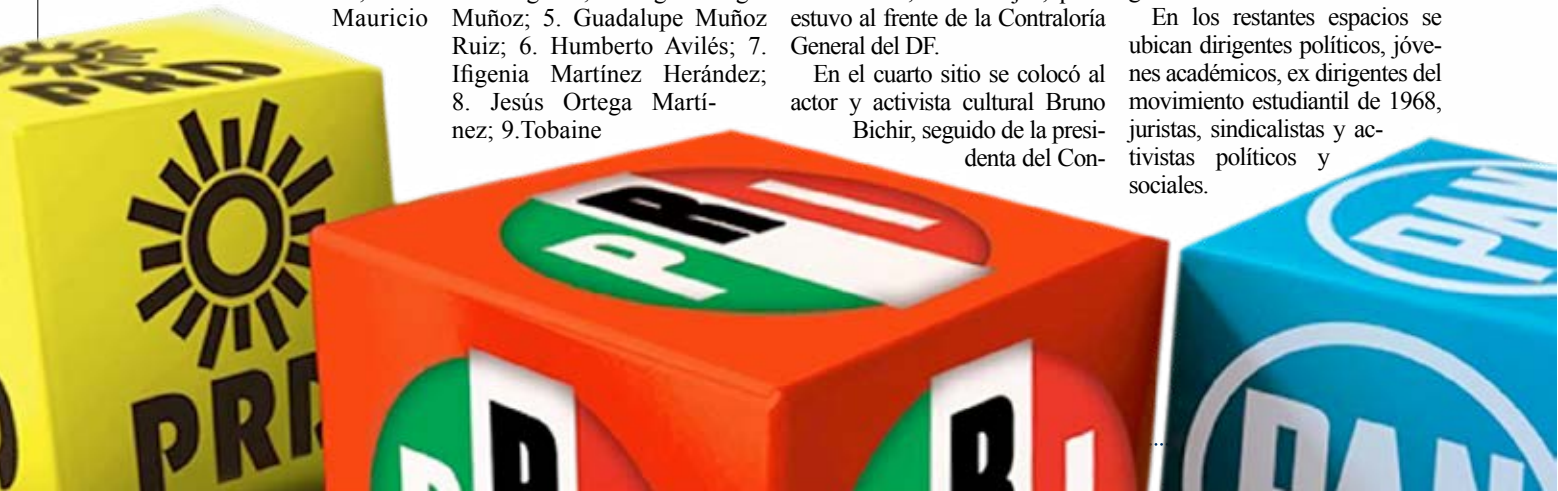 Mauricio
Muñoz; 5. Guadalupe Muñoz
Ruiz; 6. Humberto Avilés; 7.
Ifigenia Martínez Herández;
8. Jesús Ortega Martí-
nez; 9.Tobaine
estuvo al frente de la Contraloría
General del DF.
En el cuarto sitio se colocó al
actor y activista cultural Bruno
Bichir, seguido de la presi-
denta del Con-
En los restantes espacios se
ubican dirigentes políticos, jóve-
nes académicos, ex dirigentes del
movimiento estudiantil de 1968,
juristas, sindicalistas y ac-
tivistas políticos y
sociales.
PRD
PRD
PRI
PRI
PRI
PAN
PAN